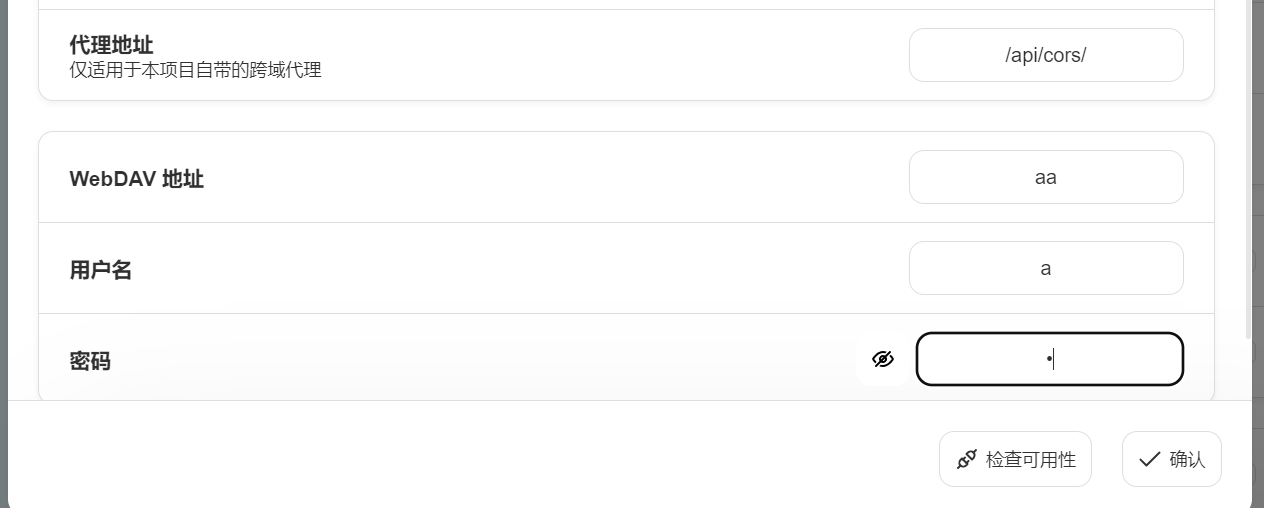 代理地址
仅适用于本项目自带的跨域代理
/api/cors/
WebDAV 地址
aa
用户名
a
密码
•
检查可用性
确认